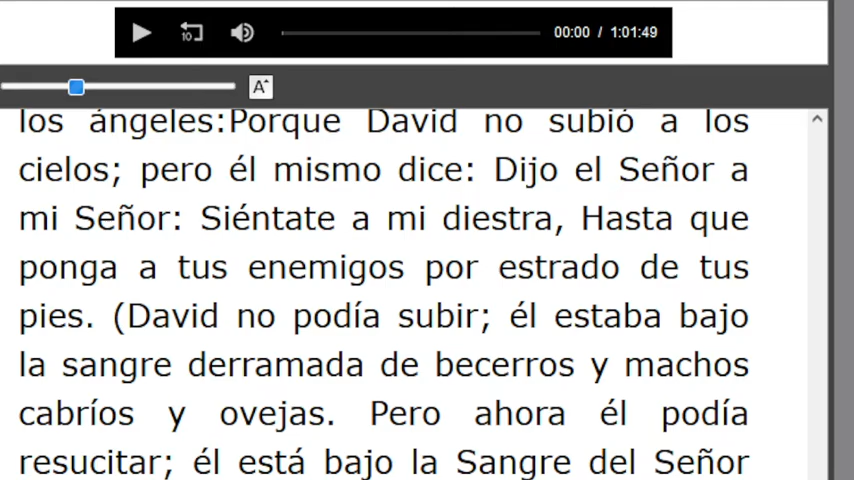 10
00:00 / 1:01:49
A
los ángeles:Porque David no subió a los
cielos; pero él mismo dice: Dijo el Señor a
mi Señor: Siéntate a mi diestra, Hasta que
ponga a tus enemigos por estrado de tus
pies. (David no podía subir; él estaba bajo
la sangre derramada de becerros y machos
cabríos y ovejas. Pero ahora él podía
resucitar; él está bajo la Sangre del Señor